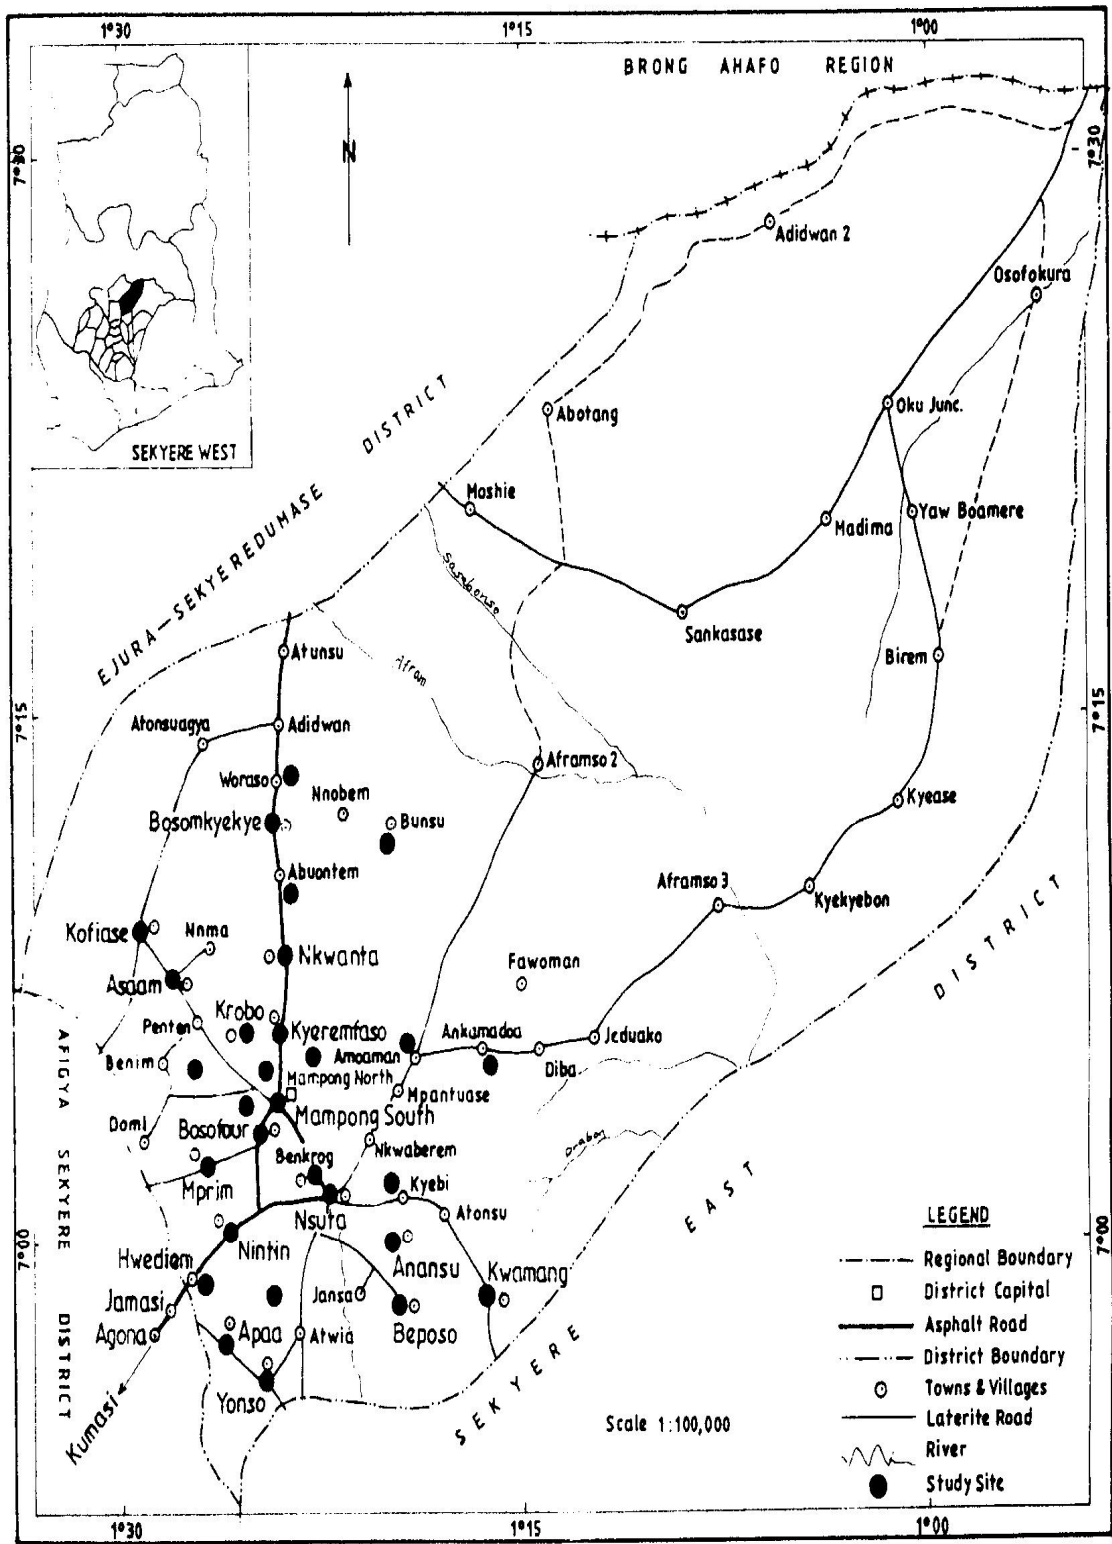 1°30
1°15
1°00
BRONG AHAFO REGION
7°30
7°30
N
Adidwan 2
Osofokura
SEKYERE WEST
Abotang
Oku Junc.
EJURA-SEKYEREDUMASE DISTRICT
Moshie
Madima
Yaw Boamere
Sasebonso
Sankasase
Birem
Atunsu
Afram
7°15
7°15
Atonsuagya
Adidwan
Aframso 2
Woraso
Nnobem
Bosomkyekye
Bunsu
Kyease
Abuontem
Aframso 3
Kyekyebon
Kofiase
Nnma
Nkwanta
Fawoman
Asaam
Krobo
Penten
Kyeremfaso
Ankamadoa
Jeduako
Benim
Amoaman
Diba
Mampong North
Mpantuase
Mampong South
Domi
Bosofour
Nkwaberem
Drabon
Benkrog
Mprim
Kyebi
Nsuta
Atonsu
7°00
7°00
Nintin
Anansu
Hwediem
Kwamang
Jamasi
Jansa
Agona
Apaa
Atwia
Beposo
Yonso
Kumasi
AFIGYA SEKYERE DISTRICT
SEKYERE EAST DISTRICT
Scale 1:100,000
LEGEND
Regional Boundary
District Capital
Asphalt Road
District Boundary
Towns & Villages
Laterite Road
River
Study Site
1°30
1°15
1°00